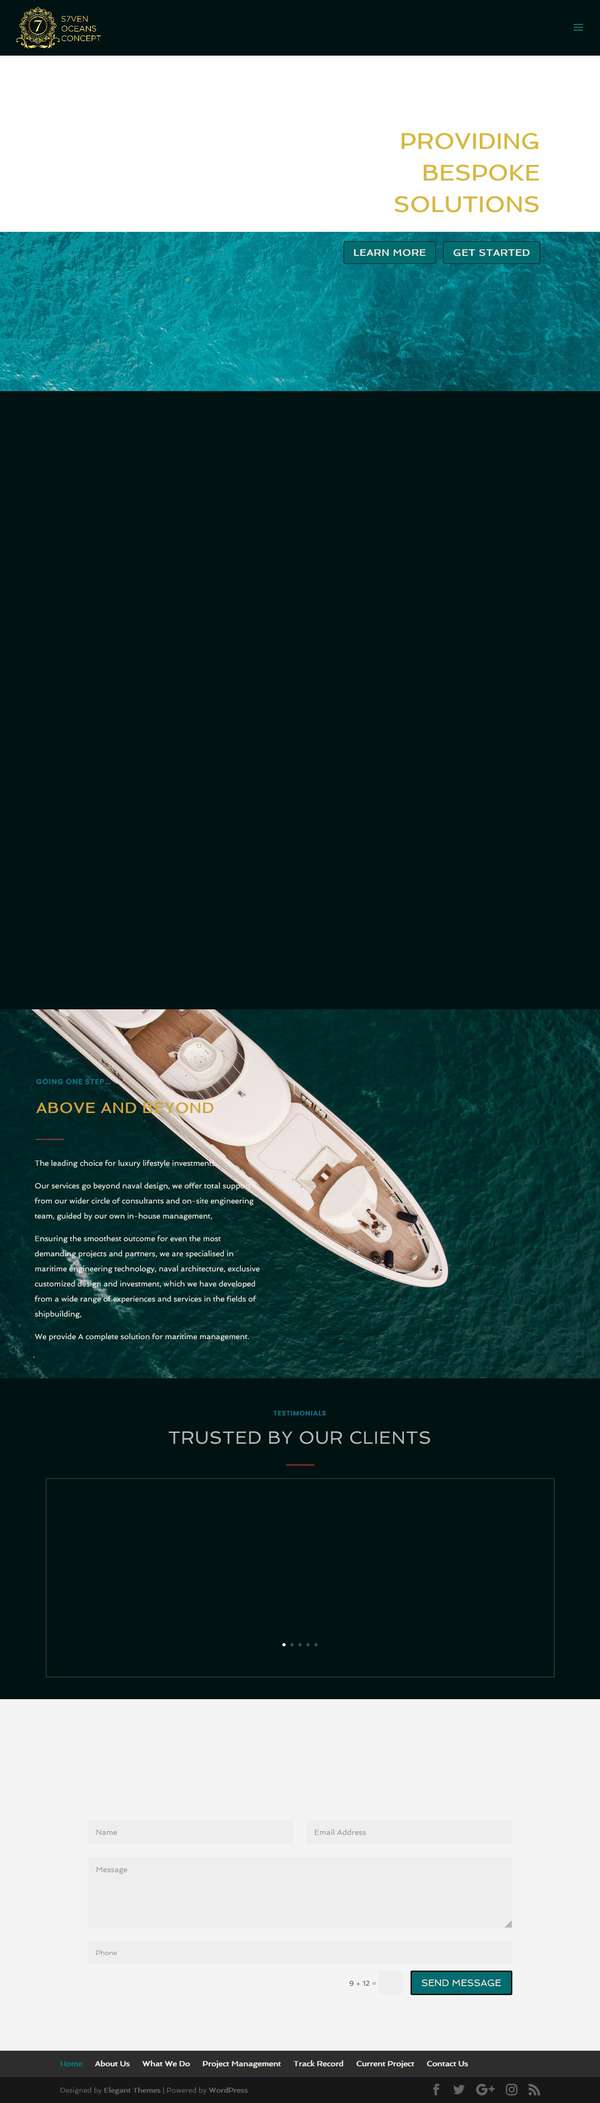 7
S7VEN
OCEANS
CONCEPT
PROVIDING
BESPOKE
SOLUTIONS
LEARN MORE
GET STARTED
GOING ONE STEP...
ABOVE AND BEYOND
The leading choice for luxury lifestyle investments.
Our services go beyond naval design, we offer total support
from our wider circle of consultants and on-site engineering
team, guided by our own in-house management,
Ensuring the smoothest outcome for even the most
demanding projects and partners, we are specialised in
maritime engineering technology, naval architecture, exclusive
customized design and investment, which we have developed
from a wide range of experiences and services in the fields of
shipbuilding,
We provide A complete solution for maritime management.
.
TESTIMONIALS
TRUSTED BY OUR CLIENTS
Name
Email Address
Message
Phone
9 + 12 =
SEND MESSAGE
Home About Us What We Do Project Management Track Record Current Project Contact Us
Designed by Elegant Themes | Powered by WordPress